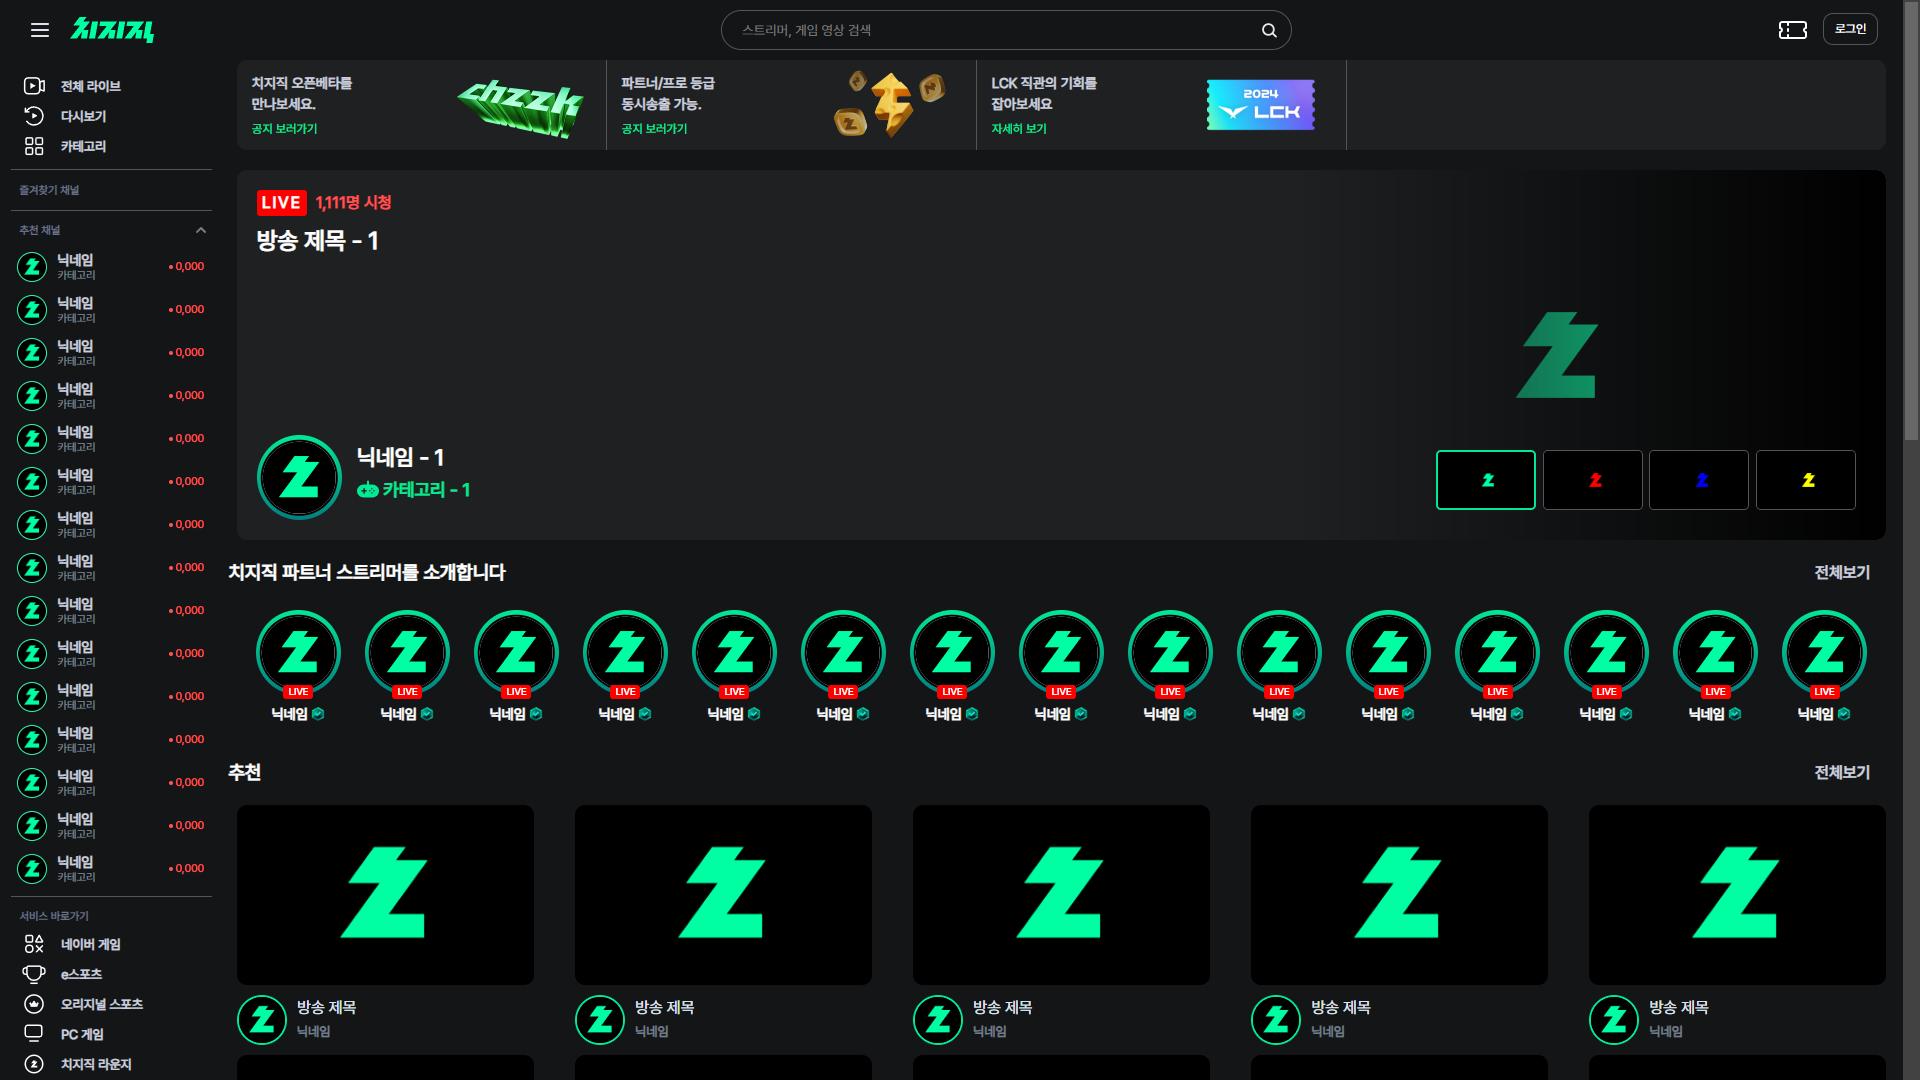 치지직
스트리머, 게임 영상 검색
로그인
전체 라이브
다시보기
카테고리
즐겨찾기 채널
추천 채널
닉네임
카테고리
0,000
닉네임
카테고리
0,000
닉네임
카테고리
0,000
닉네임
카테고리
0,000
닉네임
카테고리
0,000
닉네임
카테고리
0,000
닉네임
카테고리
0,000
닉네임
카테고리
0,000
닉네임
카테고리
0,000
닉네임
카테고리
0,000
닉네임
카테고리
0,000
닉네임
카테고리
0,000
닉네임
카테고리
0,000
닉네임
카테고리
0,000
닉네임
카테고리
0,000
서비스 바로가기
네이버 게임
e스포츠
오리지널 스포츠
PC 게임
치지직 라운지
치지직 오픈베타를
만나보세요.
공지 보러가기
chzzk
파트너/프로 등급
동시송출 가능.
공지 보러가기
LCK 직관의 기회를
잡아보세요
자세히 보기
2024
LCK
LIVE 1,111명 시청
방송 제목 - 1
닉네임 - 1
카테고리 - 1
치지직 파트너 스트리머를 소개합니다
전체보기
LIVE
닉네임
LIVE
닉네임
LIVE
닉네임
LIVE
닉네임
LIVE
닉네임
LIVE
닉네임
LIVE
닉네임
LIVE
닉네임
LIVE
닉네임
LIVE
닉네임
LIVE
닉네임
LIVE
닉네임
LIVE
닉네임
LIVE
닉네임
LIVE
닉네임
추천
전체보기
방송 제목
닉네임
방송 제목
닉네임
방송 제목
닉네임
방송 제목
닉네임
방송 제목
닉네임